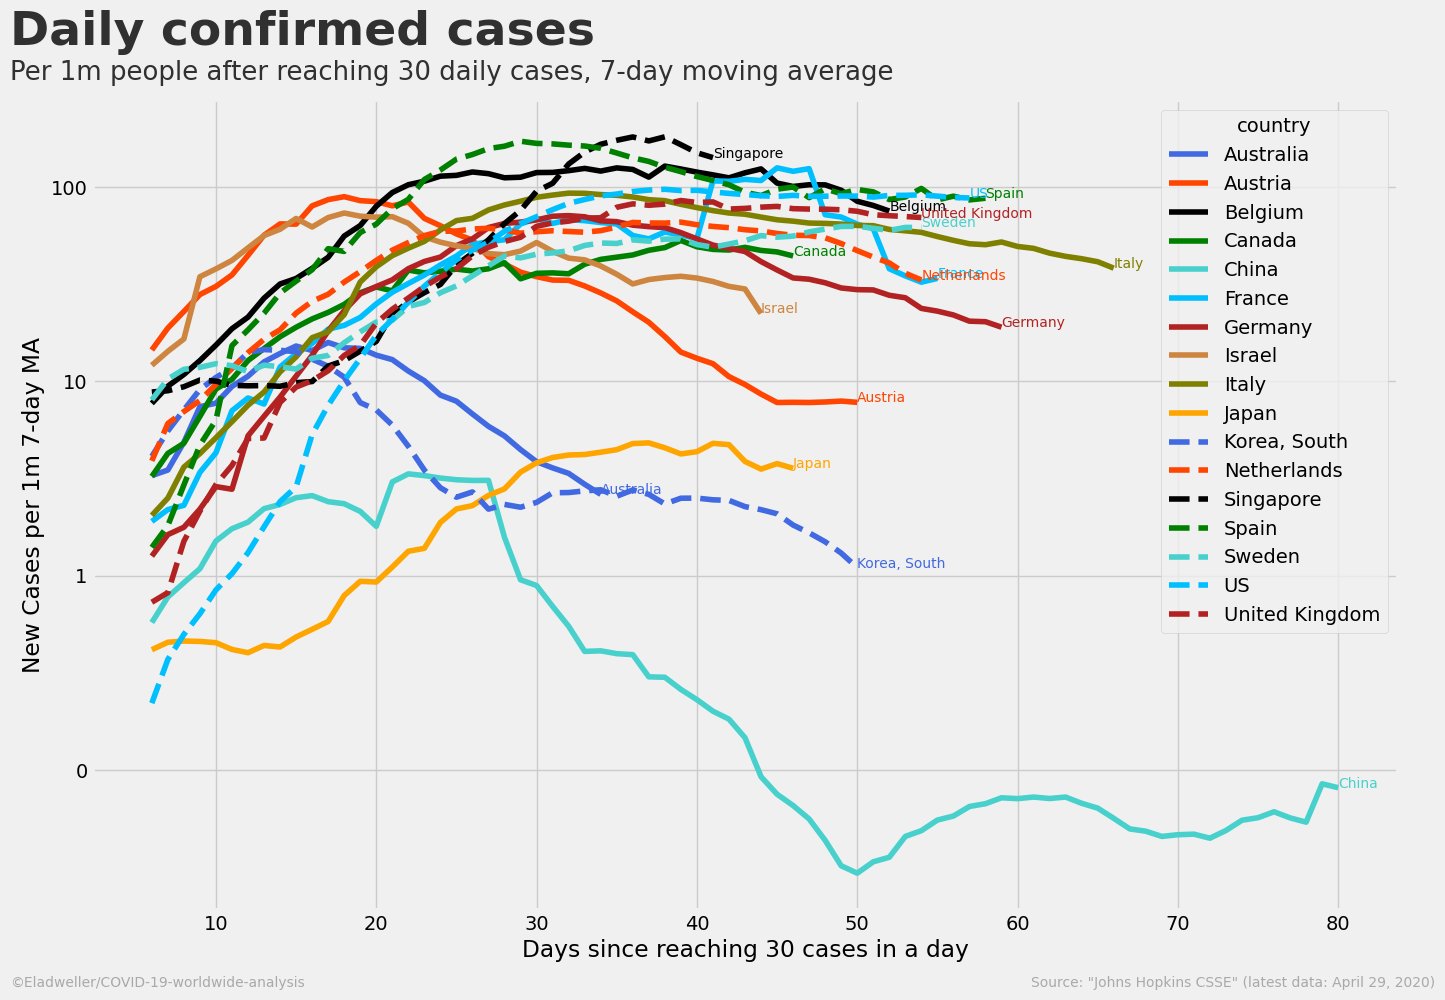 Daily confirmed cases
Per 1m people after reaching 30 daily cases, 7-day moving average
New Cases per 1m 7-day MA
100
10
1
0
Singapore
US
Spain
Belgium
United Kingdom
Sweden
Canada
Italy
France
Netherlands
Israel
Germany
Austria
Japan
Australia
Korea, South
China
country
Australia
Austria
Belgium
Canada
China
France
Germany
Israel
Italy
Japan
Korea, South
Netherlands
Singapore
Spain
Sweden
US
United Kingdom
10 20 30 40 50 60 70 80
Days since reaching 30 cases in a day
©Eladweller/COVID-19-worldwide-analysis
Source: "Johns Hopkins CSSE" (latest data: April 29, 2020)